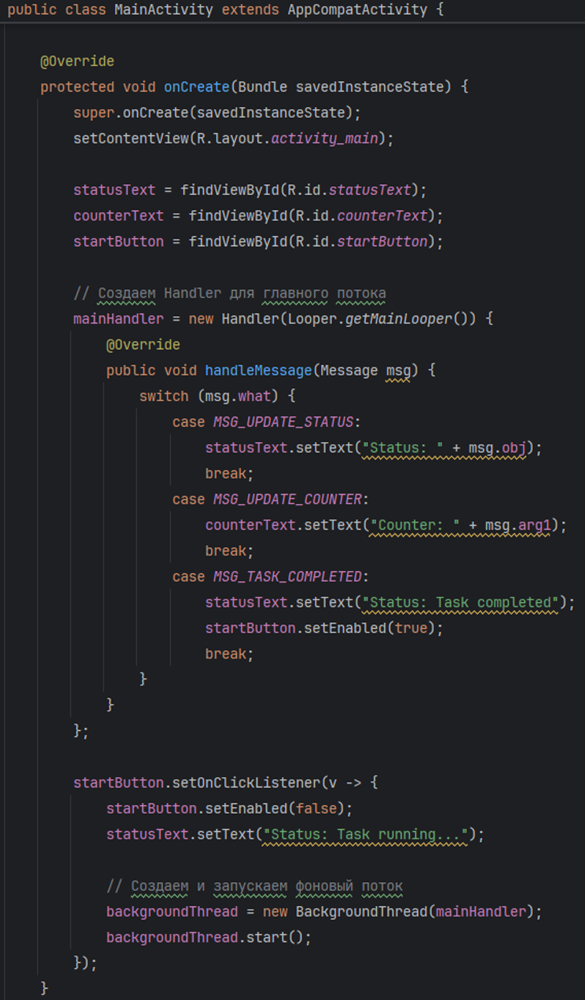 public class MainActivity extends AppCompatActivity {
@Override
protected void onCreate(Bundle savedInstanceState) {
super.onCreate(savedInstanceState);
setContentView(R.layout.activity_main);
statusText = findViewById(R.id.statusText);
counterText = findViewById(R.id.counterText);
startButton = findViewById(R.id.startButton);
// Создаем Handler для главного потока
mainHandler = new Handler(Looper.getMainLooper()) {
@Override
public void handleMessage(Message msg) {
switch (msg.what) {
case MSG_UPDATE_STATUS:
statusText.setText("Status: " + msg.obj);
break;
case MSG_UPDATE_COUNTER:
counterText.setText("Counter: " + msg.arg1);
break;
case MSG_TASK_COMPLETED:
statusText.setText("Status: Task completed");
startButton.setEnabled(true);
break;
}
}
};
startButton.setOnClickListener(v -> {
startButton.setEnabled(false);
statusText.setText("Status: Task running...");
// Создаем и запускаем фоновый поток
backgroundThread = new BackgroundThread(mainHandler);
backgroundThread.start();
});
}